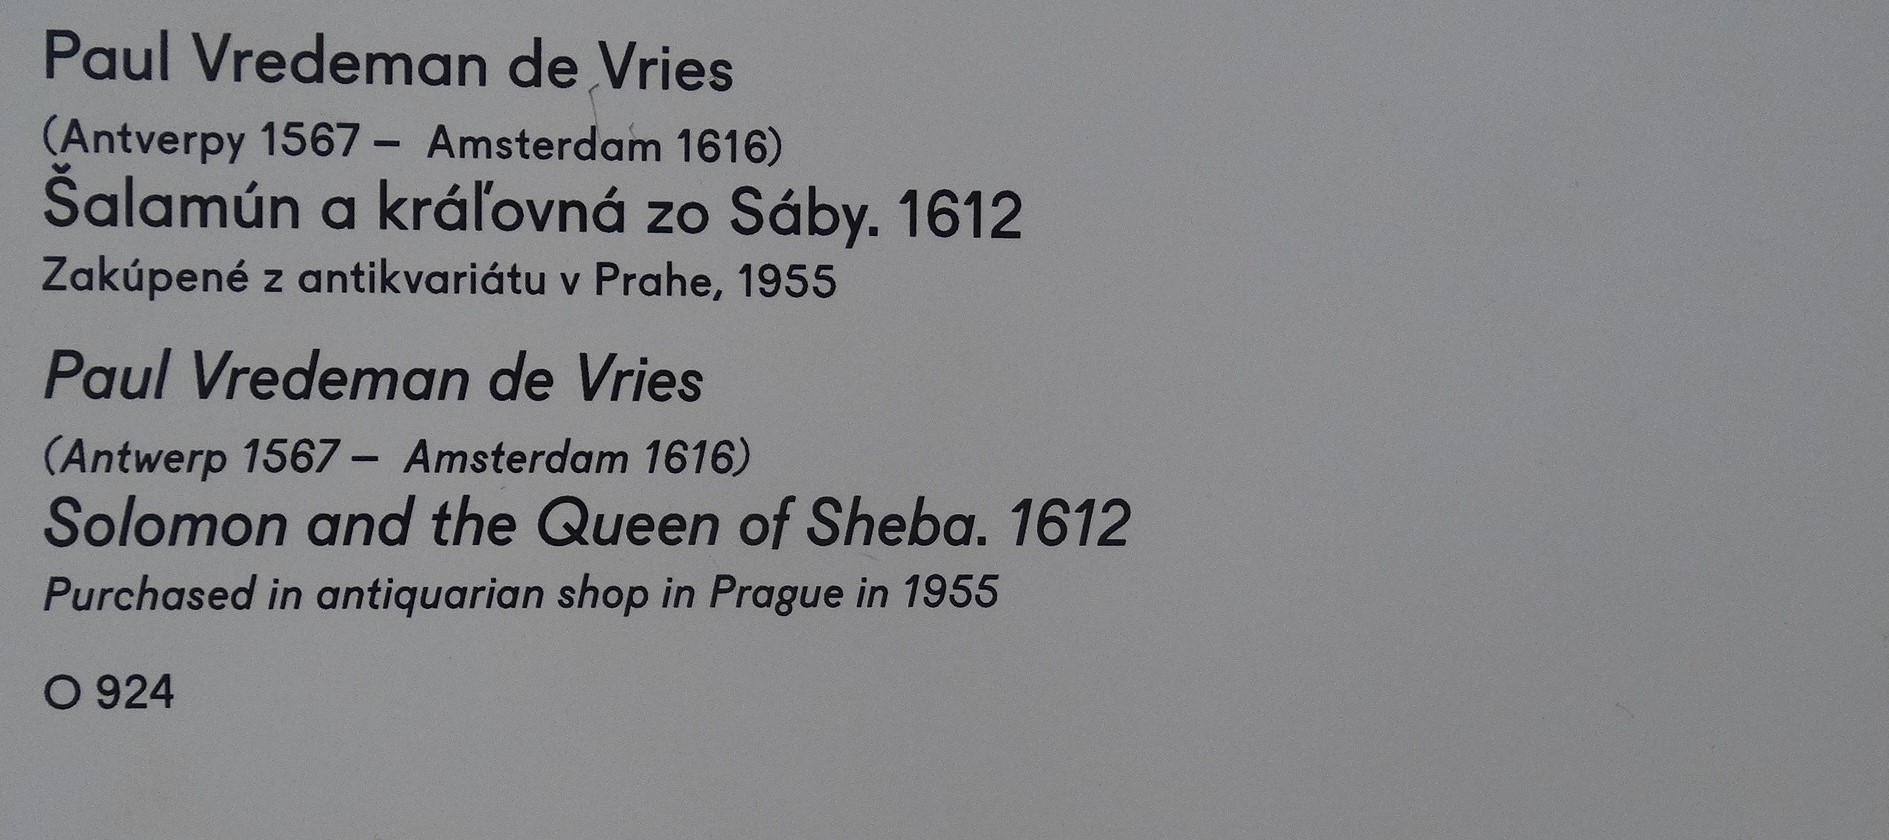 Paul Vredeman de Vries
(Antverpy 1567 – Amsterdam 1616)
Šalamún a kráľovná zo Sáby. 1612
Zakúpené z antikvariátu v Prahe, 1955
Paul Vredeman de Vries
(Antwerp 1567 – Amsterdam 1616)
Solomon and the Queen of Sheba. 1612
Purchased in antiquarian shop in Prague in 1955
O 924